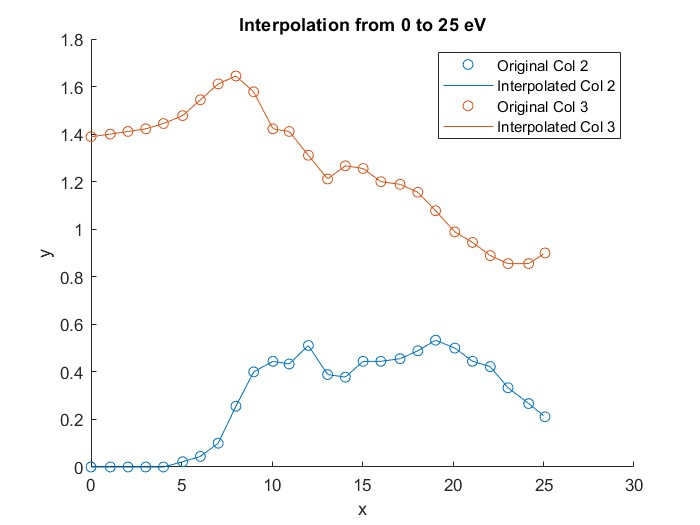 Interpolation from 0 to 25 eV
1.8
1.6
1.4
1.2
1
0.8
0.6
0.4
0.2
0
y
Original Col 2
Interpolated Col 2
Original Col 3
Interpolated Col 3
0 5 10 15 20 25 30
x